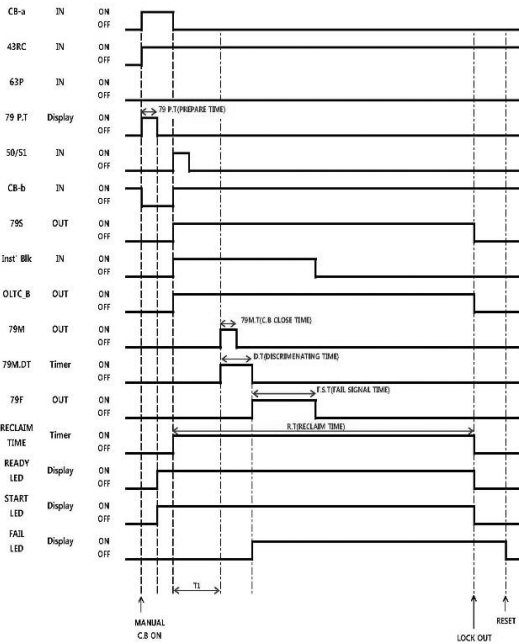 CB-a IN ON
OFF
43RC IN ON
OFF
63P IN ON
OFF
79 P.T(PREPARE TIME)
79 P.T Display ON
OFF
50/51 IN ON
OFF
CB-b IN ON
OFF
79S OUT ON
OFF
Inst' Blk IN ON
OFF
OLTC_B OUT ON
OFF
79M.T(C.B CLOSE TIME)
79M OUT ON
OFF
D.T(DISCRIMENATING TIME)
79M.DT Timer ON
OFF
F.S.T(FAIL SIGNAL TIME)
79F OUT ON
OFF
R.T(RECLAIM TIME)
RECLAIM TIME Timer ON
OFF
READY LED Display ON
OFF
START LED Display ON
OFF
FAIL LED Display ON
OFF
T1
MANUAL
C.B ON
LOCK OUT
RESET